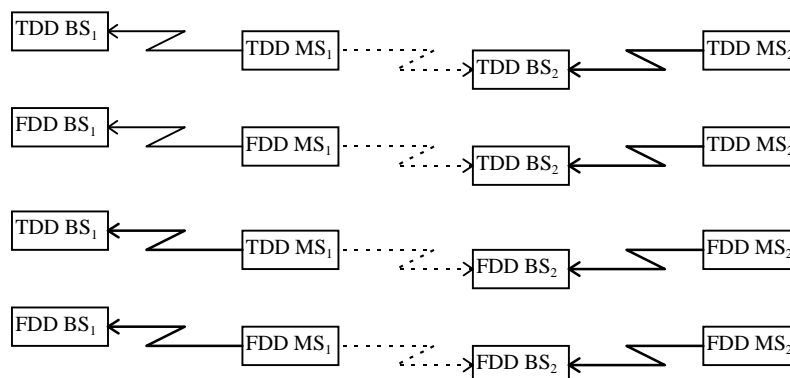 TDD BS₁ TDD MS₁ TDD BS₂ TDD MS₂
FDD BS₁ FDD MS₁ TDD BS₂ TDD MS₂
TDD BS₁ TDD MS₁ FDD BS₂ FDD MS₂
FDD BS₁ FDD MS₁ FDD BS₂ FDD MS₂